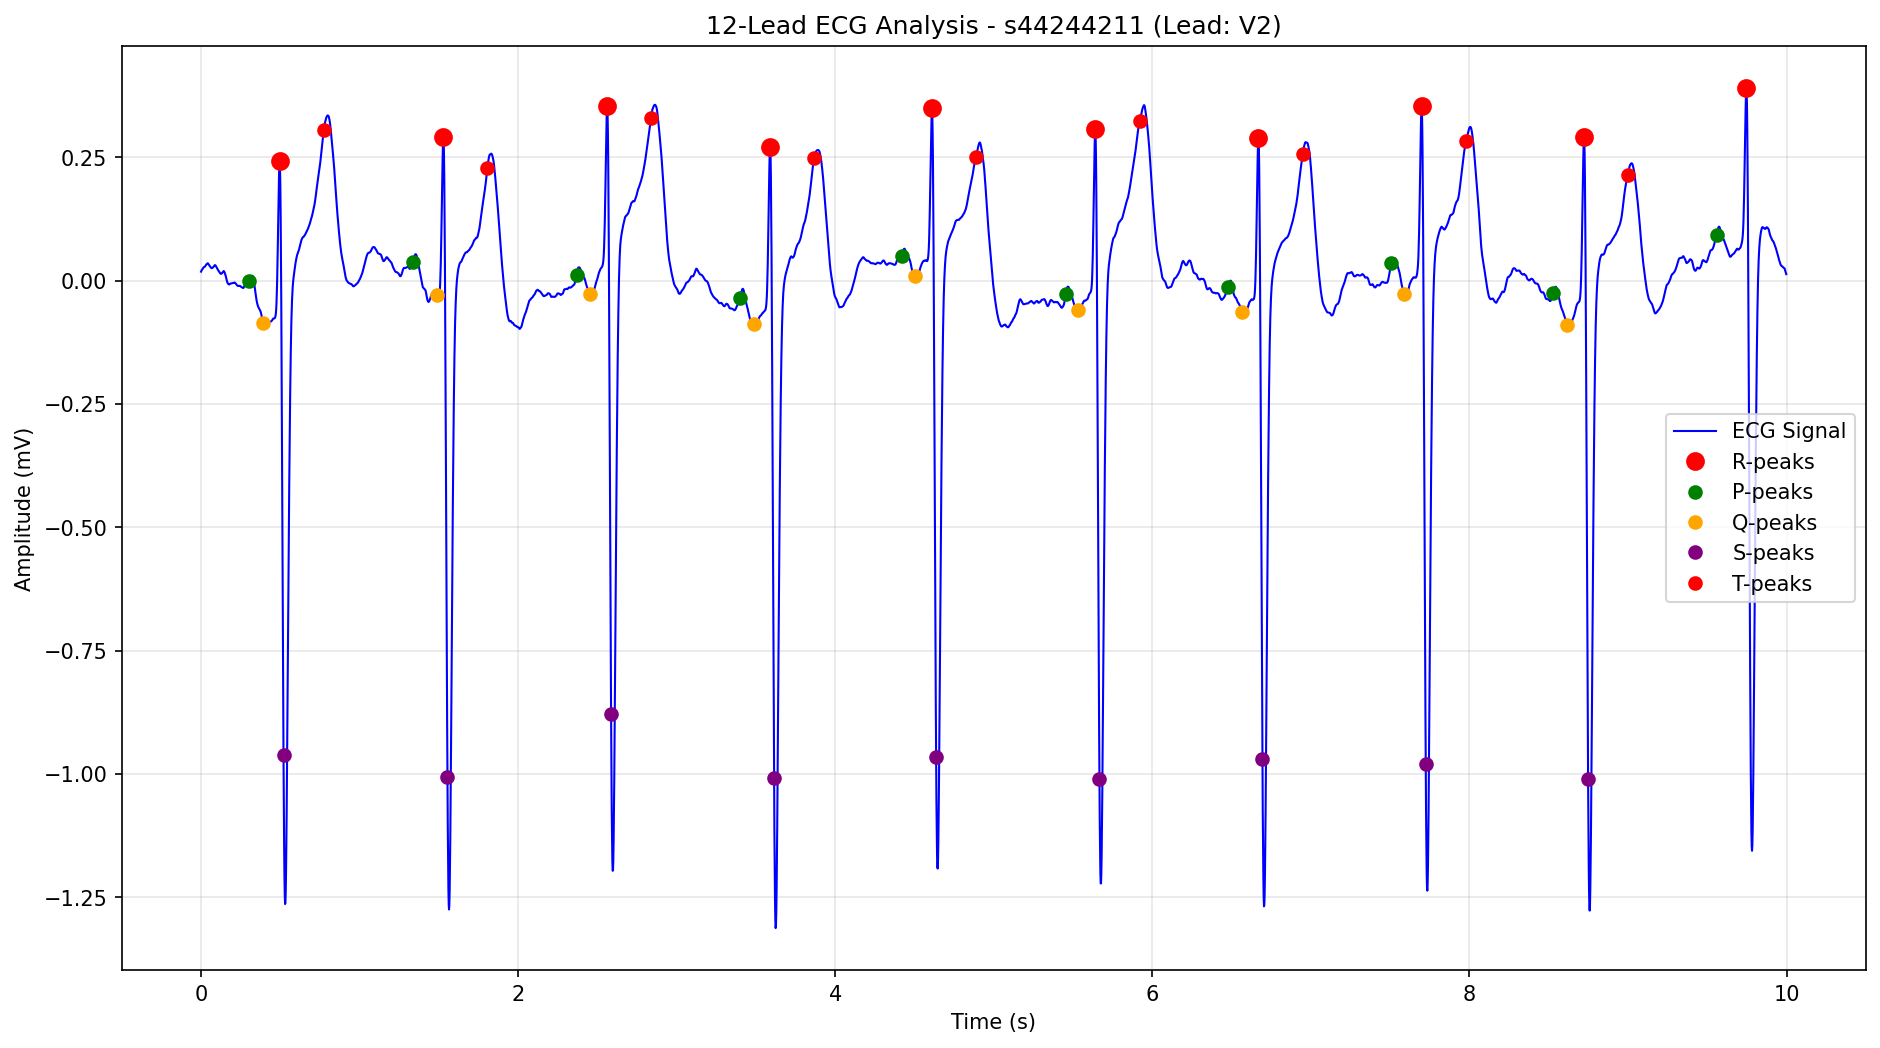 12-Lead ECG Analysis - s44244211 (Lead: V2)
Amplitude (mV)
0.25
0.00
−0.25
−0.50
−0.75
−1.00
−1.25
ECG Signal
R-peaks
P-peaks
Q-peaks
S-peaks
T-peaks
0 2 4 6 8 10
Time (s)